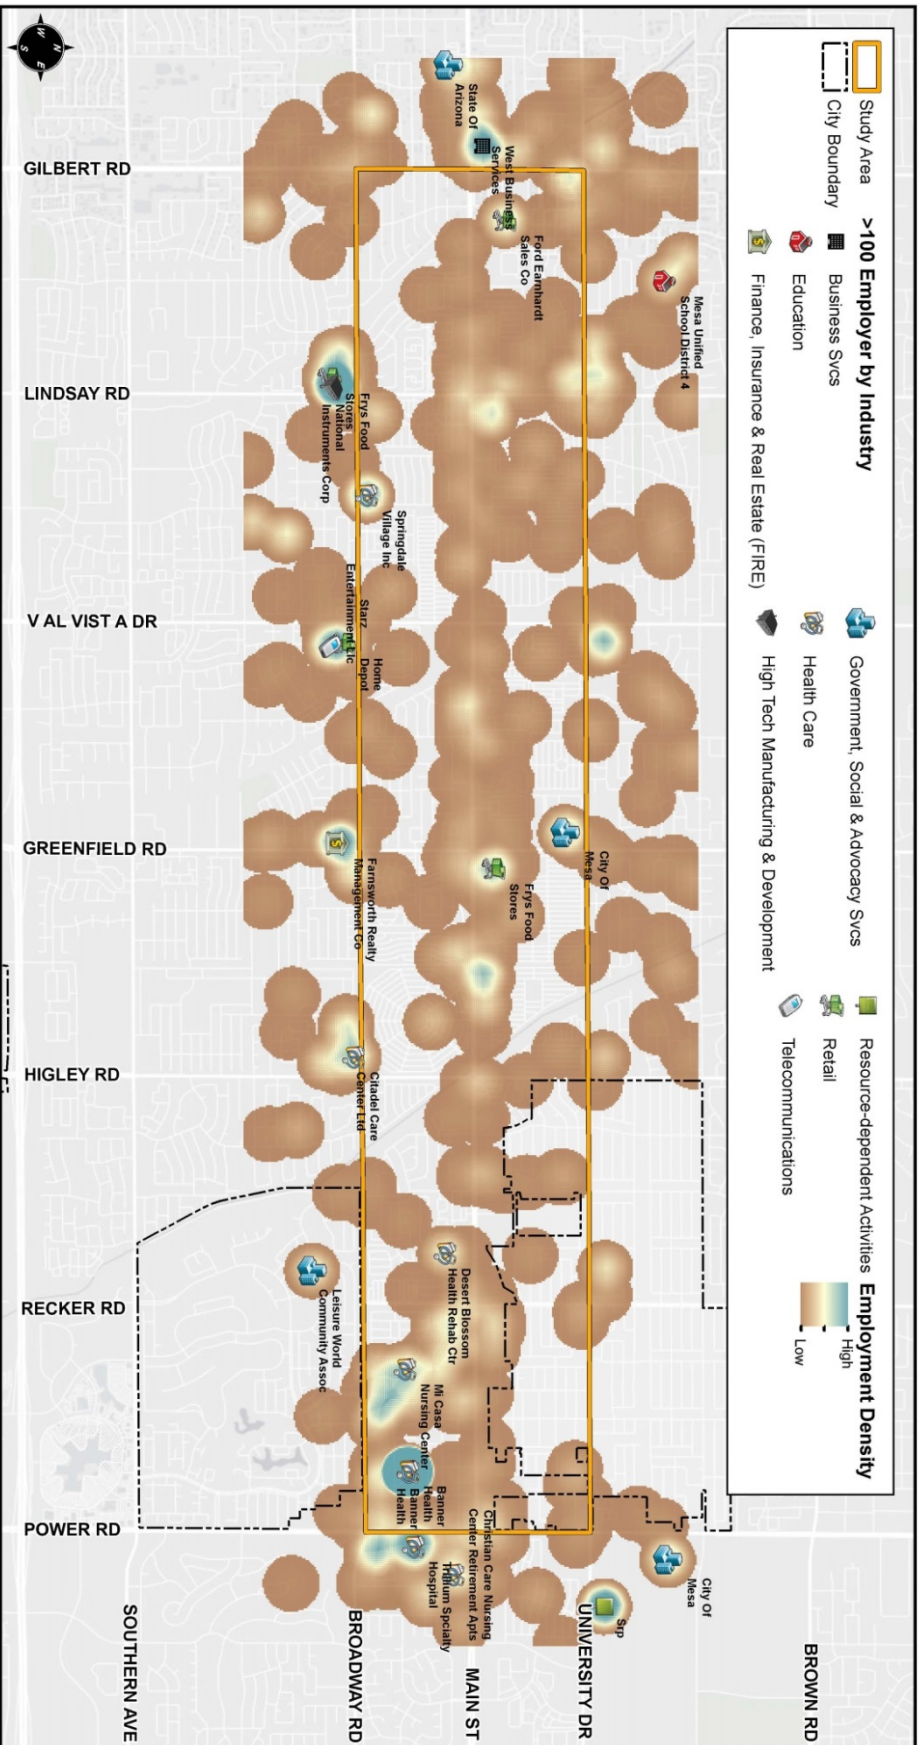 Study Area
City Boundary
>100 Employer by Industry
Business Svcs
Education
Finance, Insurance & Real Estate (FIRE)
Government, Social & Advocacy Svcs
Health Care
High Tech Manufacturing & Development
Resource-dependent Activities
Retail
Telecommunications
Employment Density
High
Low
State Of
Arizona
West Business
Services
Ford Earnhardt
Sales Co
Mesa Unified
School District 4
Frys Food
Stores
National
Instruments Corp
Springdale
Village Inc
Starz
Entertainment Llc
Home
Depot
City Of
Mesa
Frys Food
Stores
Farnsworth Realty
Management Co
Citadel Care
Center Ltd
Desert Blossom
Health Rehab Ctr
Leisure World
Community Assoc
Mi Casa
Nursing Center
Banner
Health
Banner
Health
Christian Care Nursing
Center Retirement Apts
Trillium Spcialty
Hospital
City Of
Mesa
Srp
GILBERT RD
LINDSAY RD
V AL VIST A DR
GREENFIELD RD
HIGLEY RD
RECKER RD
POWER RD
BROWN RD
UNIVERSITY DR
MAIN ST
BROADWAY RD
SOUTHERN AVE
N
E
S
W